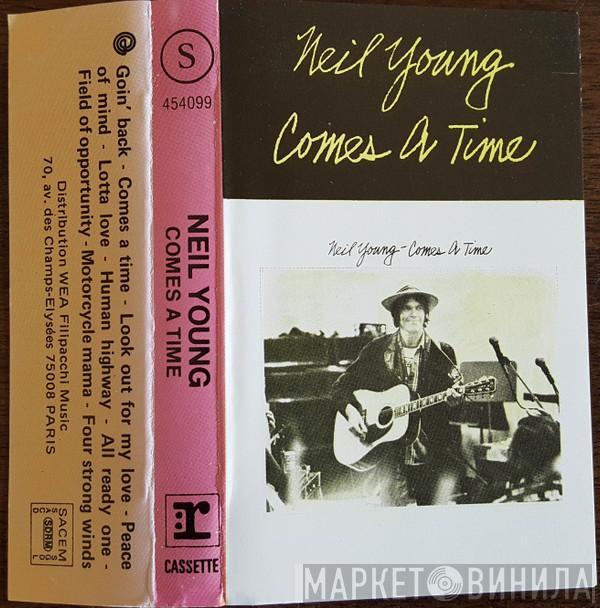 Goin' back - Comes a time - Look out for my love - Peace
of mind - Lotta love - Human highway - All ready one -
Field of opportunity - Motorcycle mama - Four strong winds
Distribution WEA Filipacchi Music
70, av. des Champs-Elysées 75008 PARIS
SACEM
SDRM
S
454099
NEIL YOUNG
COMES A TIME
r
CASSETTE
Neil Young
Comes A Time
Neil Young - Comes A Time
МАРКЕТ ВИНИЛА